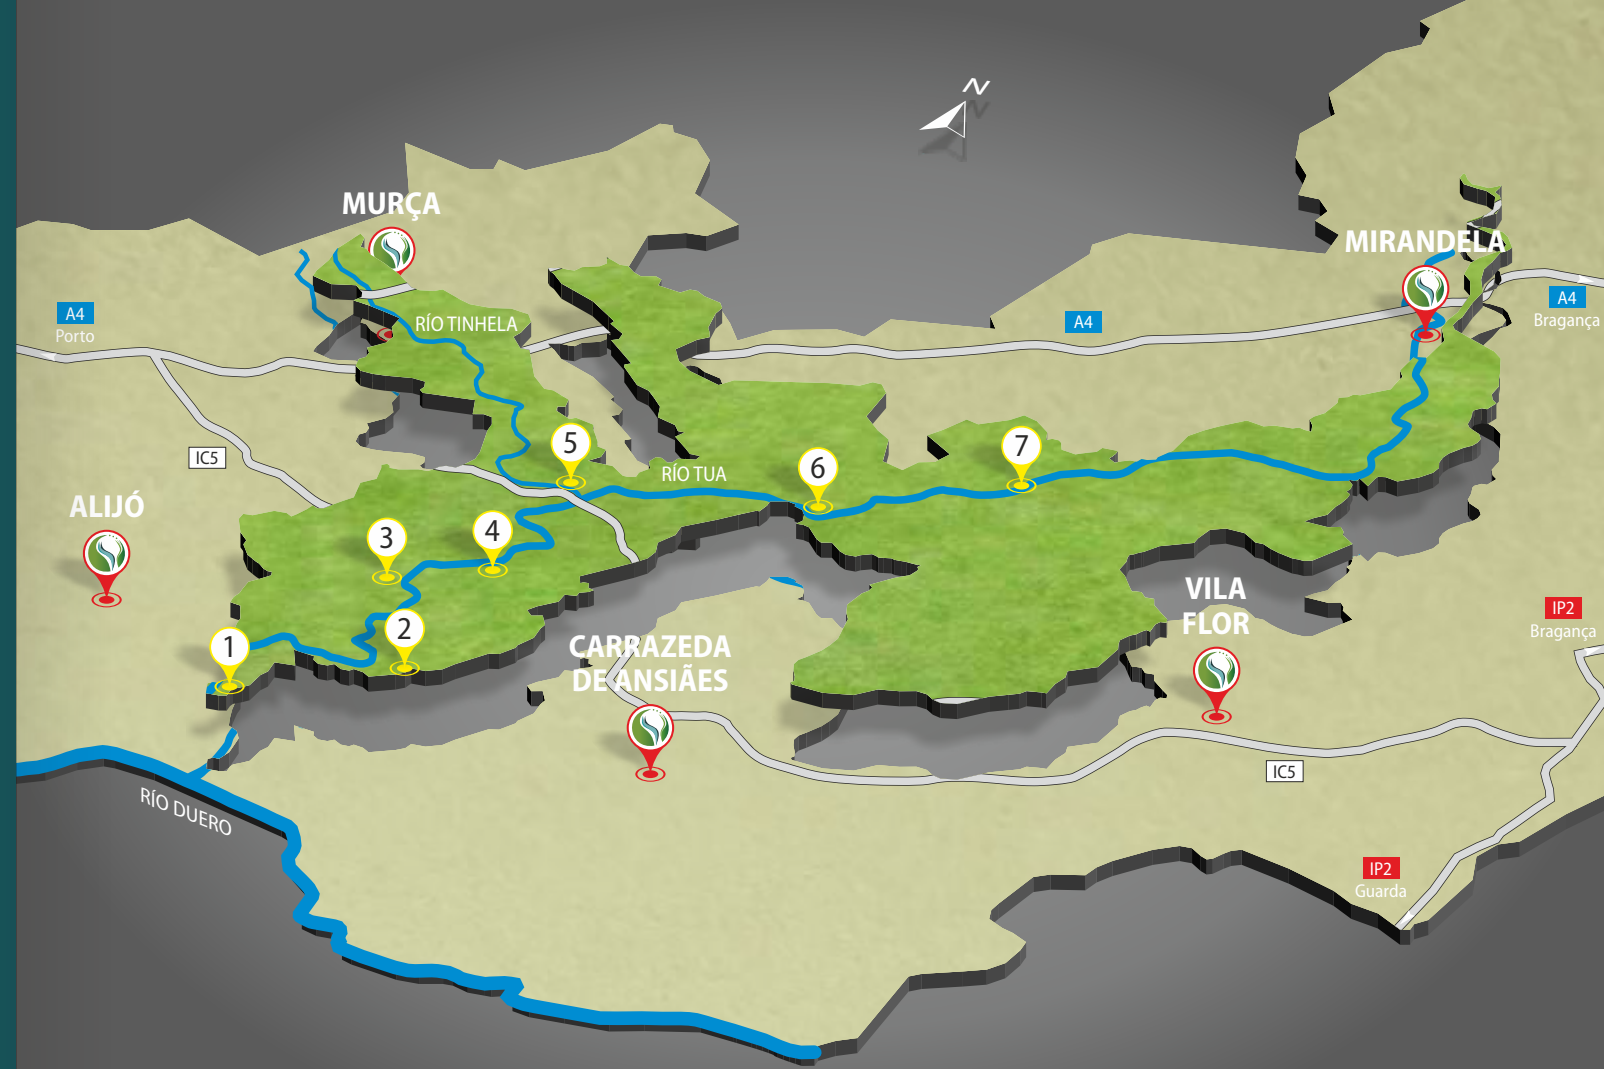 N
MURÇA
MIRANDELA
A4
Porto
RÍO TINHELA
A4
A4
Bragança
5
7
IC5
RÍO TUA
6
ALIJÓ
3
4
VILA
FLOR
IP2
Bragança
1
2
CARRAZEDA
DE ANSIÃES
IC5
RÍO DUERO
IP2
Guarda